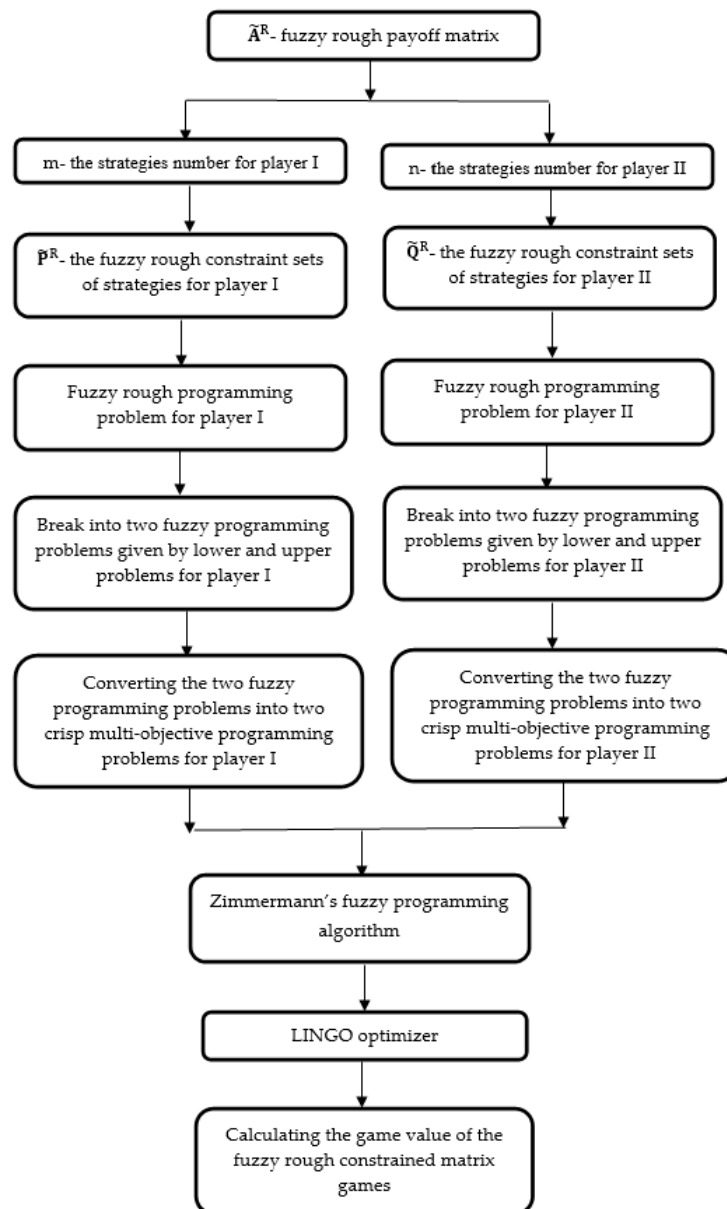 Ã^R- fuzzy rough payoff matrix
m- the strategies number for player I
n- the strategies number for player II
P̃^R- the fuzzy rough constraint sets
of strategies for player I
Q̃^R- the fuzzy rough constraint sets
of strategies for player II
Fuzzy rough programming
problem for player I
Fuzzy rough programming
problem for player II
Break into two fuzzy programming
problems given by lower and upper
problems for player I
Break into two fuzzy programming
problems given by lower and upper
problems for player II
Converting the two fuzzy
programming problems into two
crisp multi-objective programming
problems for player I
Converting the two fuzzy
programming problems into two
crisp multi-objective programming
problems for player II
Zimmermann's fuzzy programming
algorithm
LINGO optimizer
Calculating the game value of the
fuzzy rough constrained matrix
games